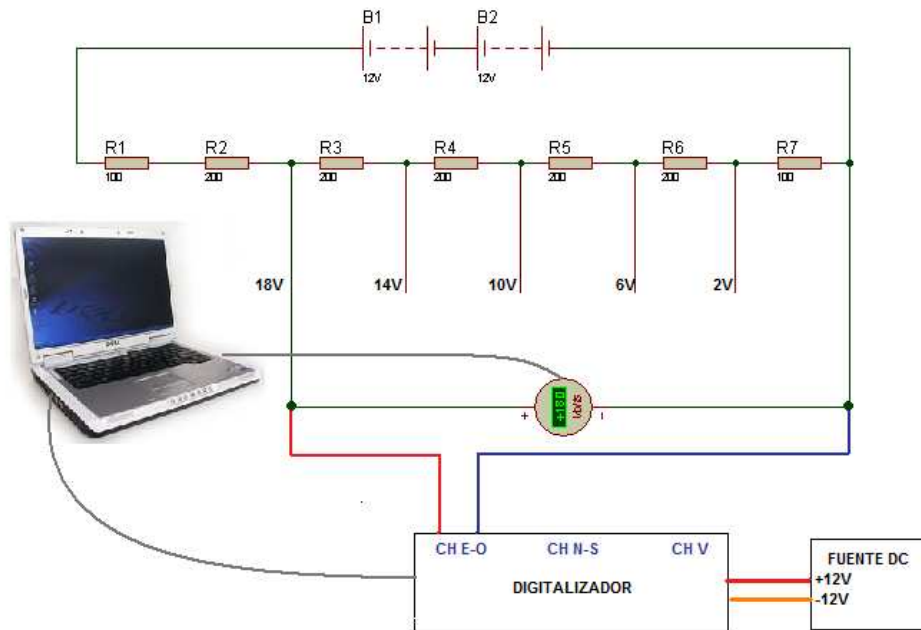 B1 B2
12V 12V
R1 R2 R3 R4 R5 R6 R7
100 200 200 200 200 200 100
18V 14V 10V 6V 2V
DELL
+ +18.0 Volts -
CH E-O CH N-S CH V
DIGITALIZADOR
FUENTE DC
+12V
-12V